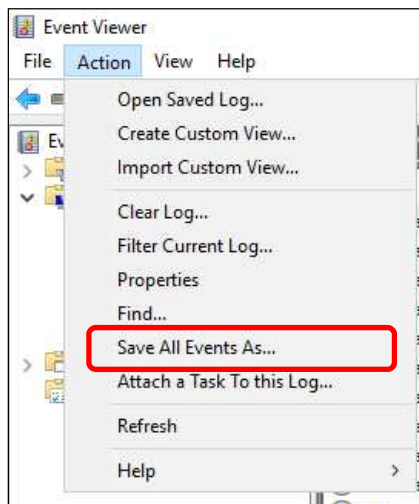 Event Viewer
File Action View Help
Open Saved Log...
Create Custom View...
Import Custom View...
Clear Log...
Filter Current Log...
Properties
Find...
Save All Events As...
Attach a Task To this Log...
Refresh
Help